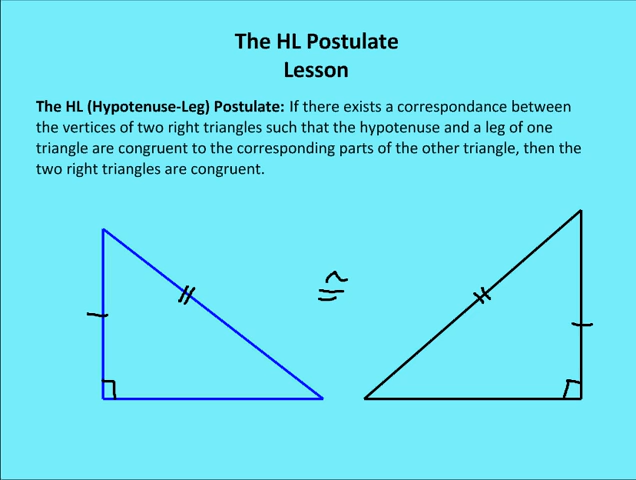 The HL Postulate
Lesson
The HL (Hypotenuse-Leg) Postulate: If there exists a correspondance between
the vertices of two right triangles such that the hypotenuse and a leg of one
triangle are congruent to the corresponding parts of the other triangle, then the
two right triangles are congruent.
≅